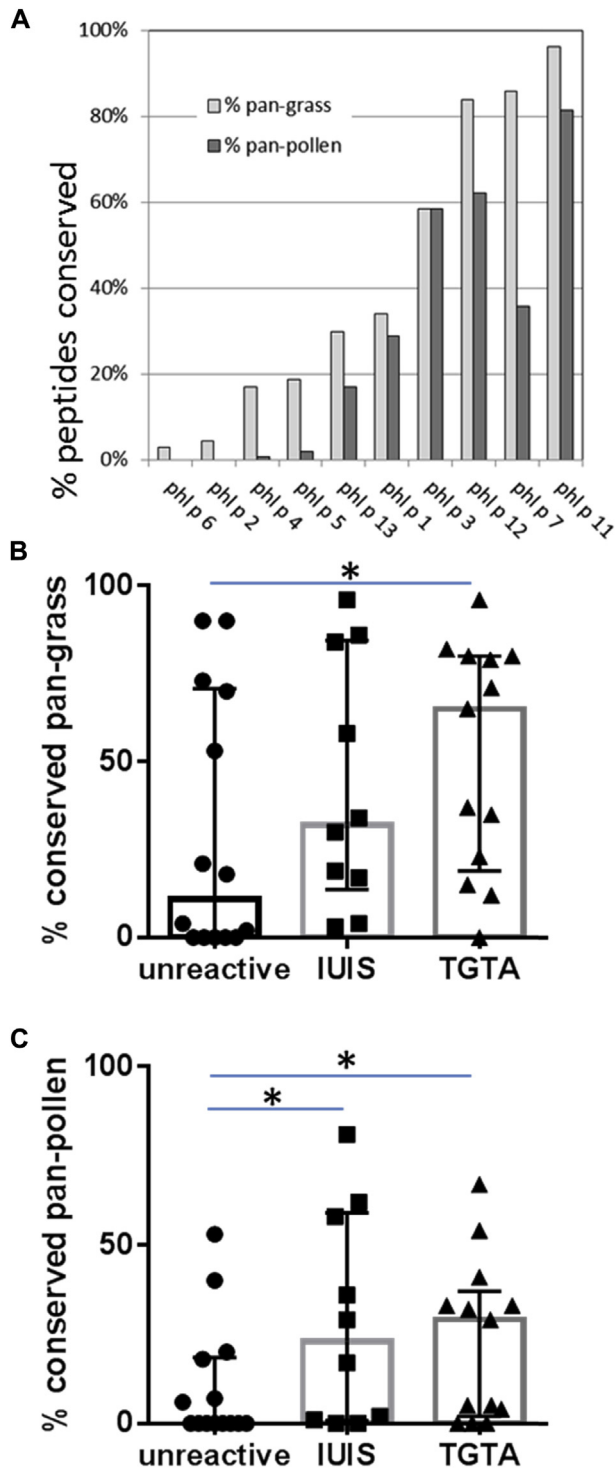 A
100%
80%
60%
40%
20%
0%
% peptides conserved
% pan-grass
% pan-pollen
phl p 6
phl p 2
phl p 4
phl p 5
phl p 13
phl p 1
phl p 3
phl p 12
phl p 7
phl p 11
B
% conserved pan-grass
100
50
0
*
unreactive IUIS TGTA
C
% conserved pan-pollen
100
50
0
*
*
unreactive IUIS TGTA